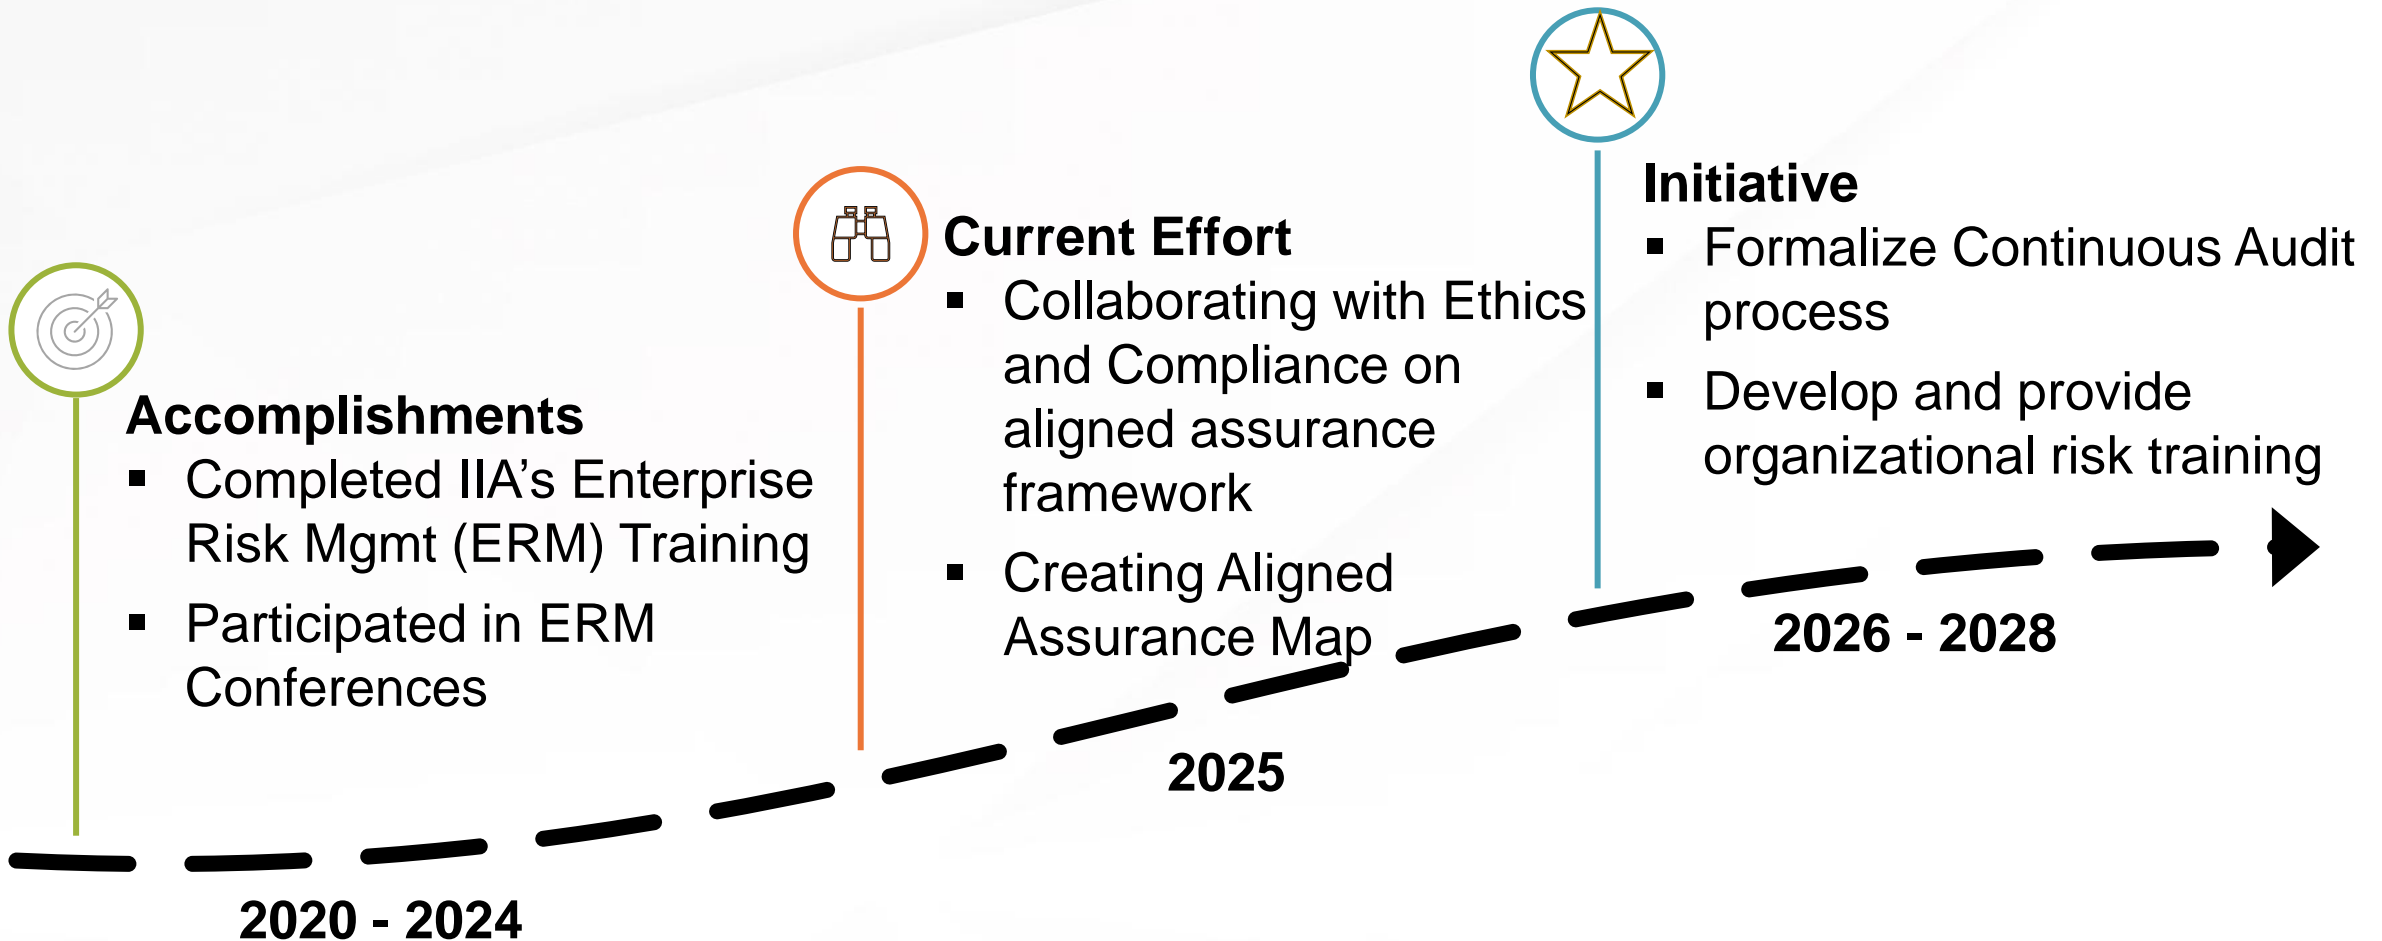 Accomplishments
▪ Completed IIA’s Enterprise
Risk Mgmt (ERM) Training
▪ Participated in ERM
Conferences
2020 - 2024
Current Effort
▪ Collaborating with Ethics
and Compliance on
aligned assurance
framework
▪ Creating Aligned
Assurance Map
2025
Initiative
▪ Formalize Continuous Audit
process
▪ Develop and provide
organizational risk training
2026 - 2028